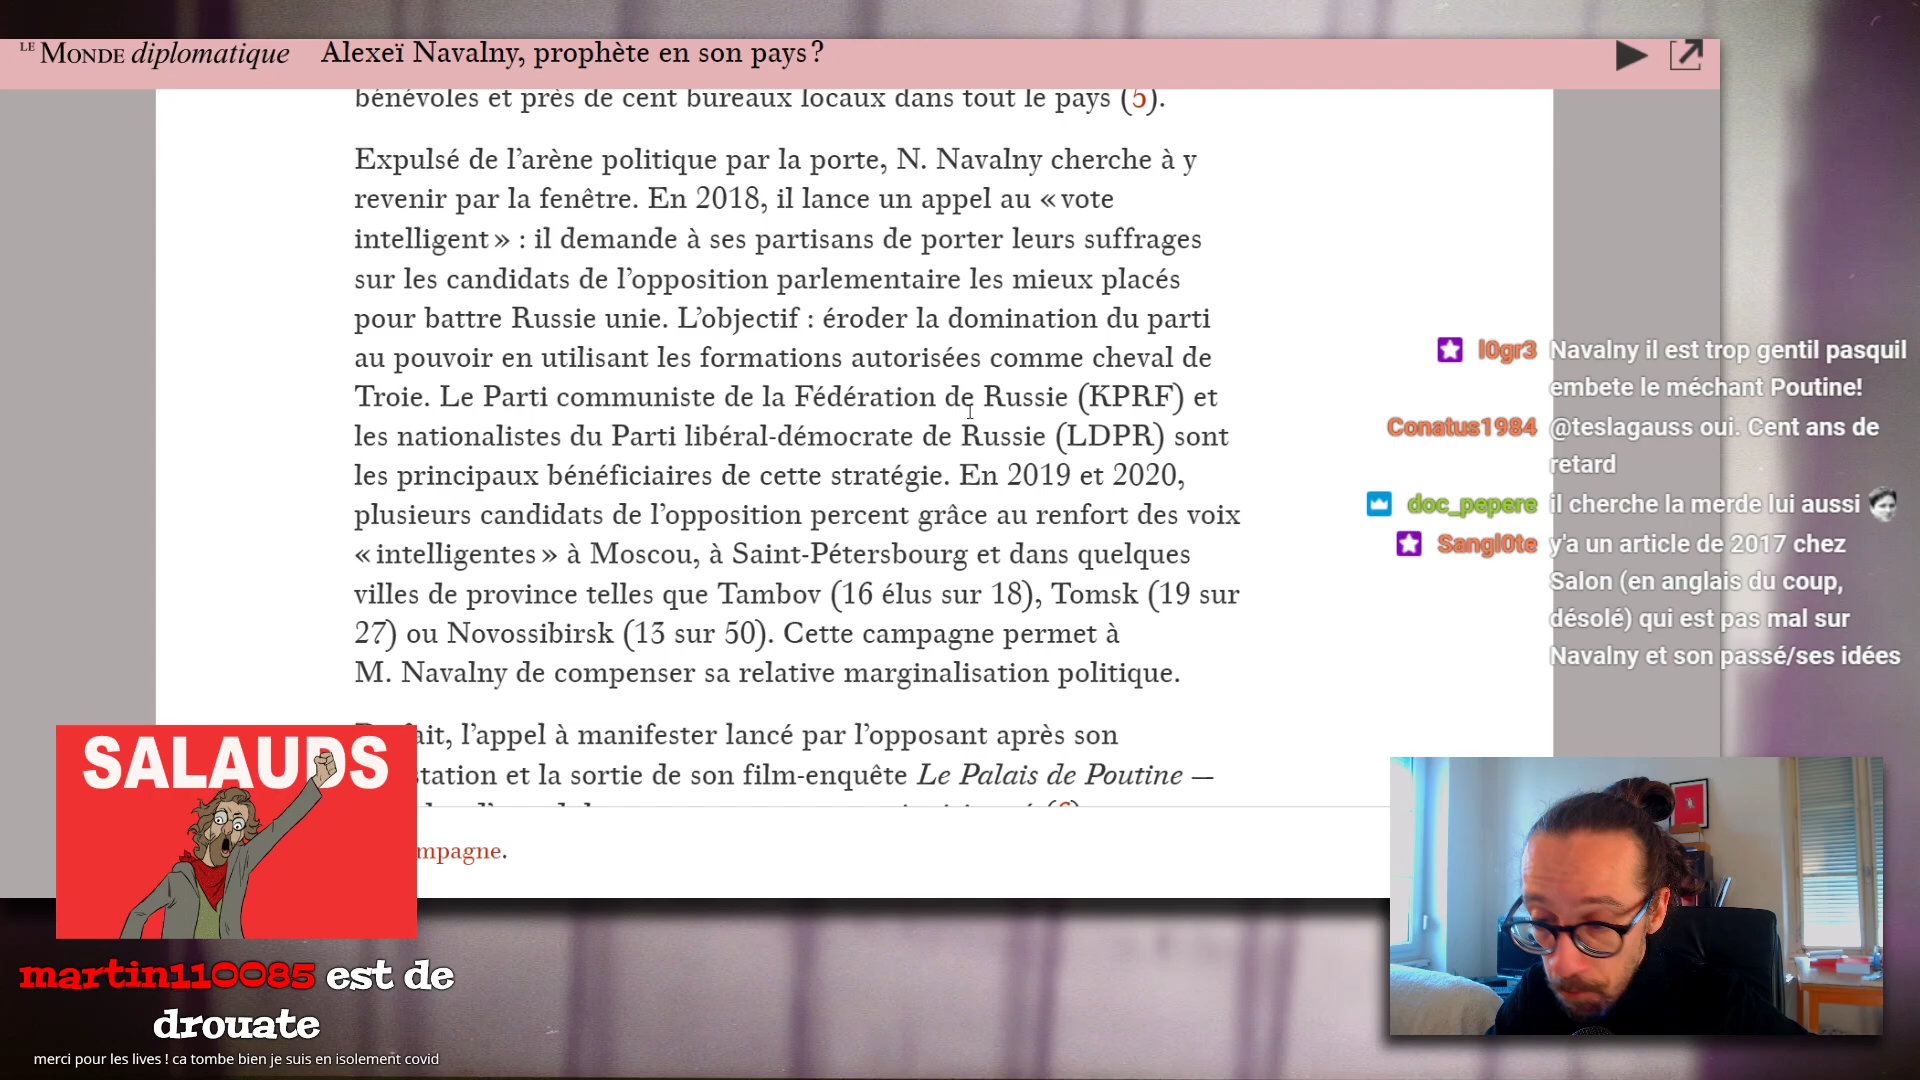 LE MONDE diplomatique Alexeï Navalny, prophète en son pays ?
bénévoles et près de cent bureaux locaux dans tout le pays (5).
Expulsé de l’arène politique par la porte, N. Navalny cherche à y
revenir par la fenêtre. En 2018, il lance un appel au « vote
intelligent » : il demande à ses partisans de porter leurs suffrages
sur les candidats de l’opposition parlementaire les mieux placés
pour battre Russie unie. L’objectif : éroder la domination du parti
au pouvoir en utilisant les formations autorisées comme cheval de
Troie. Le Parti communiste de la Fédération de Russie (KPRF) et
les nationalistes du Parti libéral-démocrate de Russie (LDPR) sont
les principaux bénéficiaires de cette stratégie. En 2019 et 2020,
plusieurs candidats de l’opposition percent grâce au renfort des voix
« intelligentes » à Moscou, à Saint-Pétersbourg et dans quelques
villes de province telles que Tambov (16 élus sur 18), Tomsk (19 sur
27) ou Novossibirsk (13 sur 50). Cette campagne permet à
M. Navalny de compenser sa relative marginalisation politique.
l’appel à manifester lancé par l’opposant après son
et la sortie de son film-enquête Le Palais de Poutine —
l0gr3 Navalny il est trop gentil pasquil
embete le méchant Poutine!
Conatus1984 @teslagauss oui. Cent ans de
retard
doc_pepere il cherche la merde lui aussi
Sangl0te y'a un article de 2017 chez
Salon (en anglais du coup,
désolé) qui est pas mal sur
Navalny et son passé/ses idées
SALAUDS
martin110085 est de
drouate
merci pour les lives ! ca tombe bien je suis en isolement covid